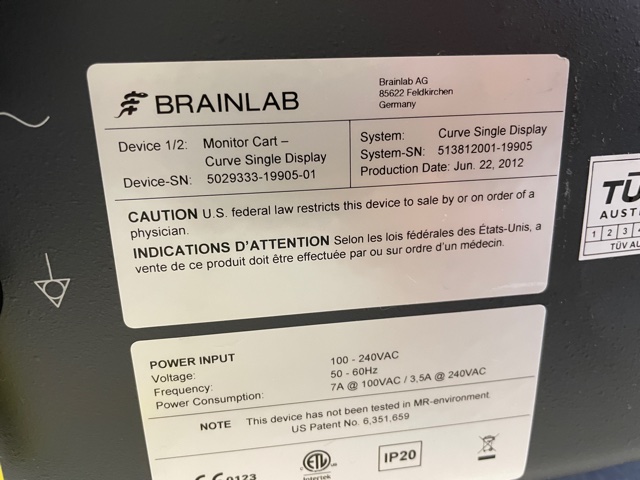 BRAINLAB
Brainlab AG
85622 Feldkirchen
Germany
Device 1/2: Monitor Cart –
Curve Single Display
Device-SN: 5029333-19905-01
System: Curve Single Display
System-SN: 513812001-19905
Production Date: Jun. 22, 2012
CAUTION U.S. federal law restricts this device to sale by or on order of a
physician.
INDICATIONS D'ATTENTION Selon les lois fédérales des États-Unis, a
vente de ce produit doit être effectuée par ou sur ordre d'un médecin.
POWER INPUT
Voltage: 100 - 240VAC
Frequency: 50 - 60Hz
Power Consumption: 7A @ 100VAC / 3,5A @ 240VAC
NOTE This device has not been tested in MR-environment
US Patent No. 6,351,659
CE 0123
ETL
Intertek
IP20
TÜ
AUST
1 2 3
TÜV AU